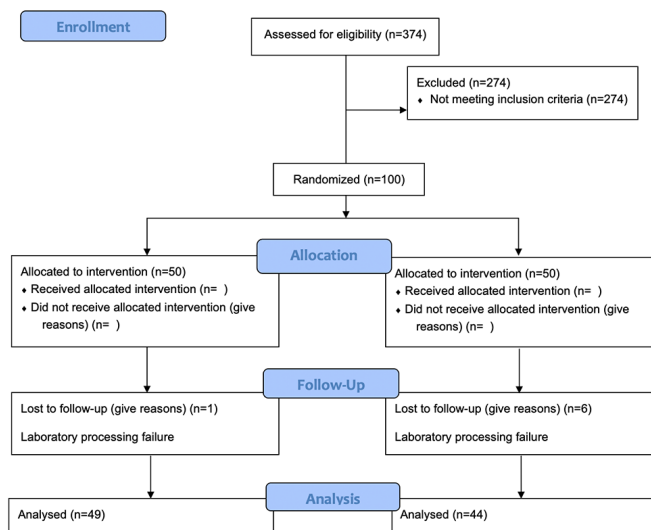 Enrollment
Assessed for eligibility (n=374)
Excluded (n=274)
♦ Not meeting inclusion criteria (n=274)
Randomized (n=100)
Allocation
Allocated to intervention (n=50)
♦ Received allocated intervention (n= )
♦ Did not receive allocated intervention (give
reasons) (n= )
Allocated to intervention (n=50)
♦ Received allocated intervention (n= )
♦ Did not receive allocated intervention (give
reasons) (n= )
Follow-Up
Lost to follow-up (give reasons) (n=1)
Laboratory processing failure
Lost to follow-up (give reasons) (n=6)
Laboratory processing failure
Analysis
Analysed (n=49)
Analysed (n=44)